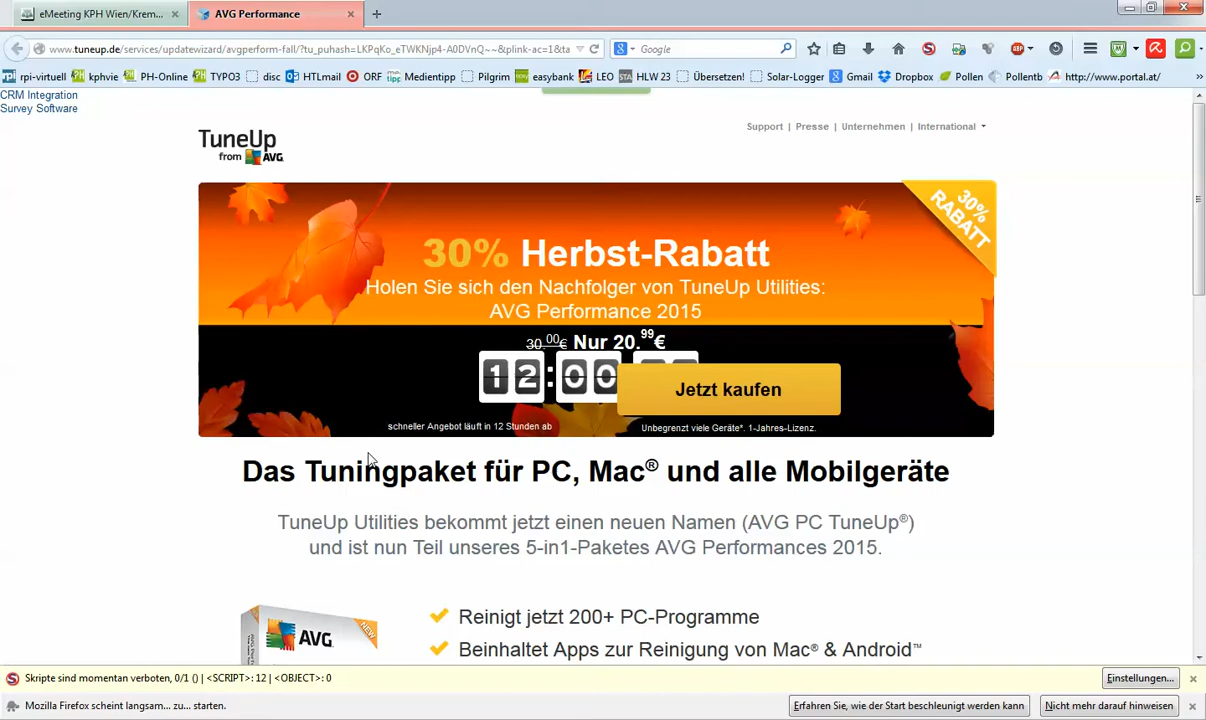 eMeeting KPH Wien/Krem...
AVG Performance
www.tuneup.de/services/updatewizard/avgperform-fall/?tu_puhash=LKPqKo_eTWKNjp4-A0DVnQ~~&plink-ac=1&ta
Google
rpi-virtuell kphvie PH-Online TYPO3 disc HTLmail ORF Medientipp Pilgrim easybank LEO HLW 23 Übersetzen! Solar-Logger Gmail Dropbox Pollen Pollentb http://www.portal.at/ »
CRM Integration
Survey Software
Support | Presse | Unternehmen | International
TuneUp
from AVG
30%
RABATT
30% Herbst-Rabatt
Holen Sie sich den Nachfolger von TuneUp Utilities:
AVG Performance 2015
30.00€ Nur 20.99€
12:00
Jetzt kaufen
schneller Angebot läuft in 12 Stunden ab
Unbegrenzt viele Geräte*. 1-Jahres-Lizenz.
Das Tuningpaket für PC, Mac® und alle Mobilgeräte
TuneUp Utilities bekommt jetzt einen neuen Namen (AVG PC TuneUp®)
und ist nun Teil unseres 5-in1-Paketes AVG Performances 2015.
AVG
NEW
Reinigt jetzt 200+ PC-Programme
Beinhaltet Apps zur Reinigung von Mac® & Android™
Skripte sind momentan verboten, 0/1 () | <SCRIPT>: 12 | <OBJECT>: 0
Einstellungen...
Mozilla Firefox scheint langsam... zu... starten.
Erfahren Sie, wie der Start beschleunigt werden kann
Nicht mehr darauf hinweisen